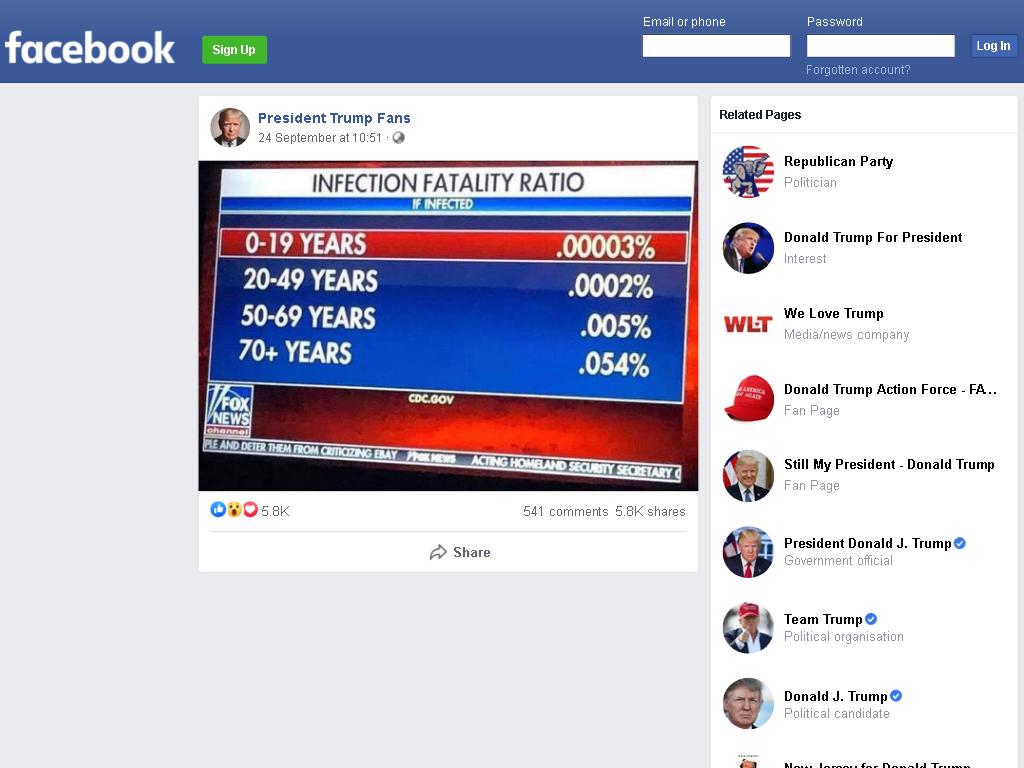 Email or phone
Password
facebook
Sign Up
Log In
Forgotten account?
President Trump Fans
24 September at 10:51 ·
INFECTION FATALITY RATIO
IF INFECTED
0-19 YEARS .00003%
20-49 YEARS .0002%
50-69 YEARS .005%
70+ YEARS .054%
CDC.GOV
FOX
NEWS
channel
PLE AND DETER THEM FROM CRITICIZING EBAY FOX NEWS ACTING HOMELAND SECURITY SECRETARY C
5.8K
541 comments 5.8K shares
Share
Related Pages
Republican Party
Politician
Donald Trump For President
Interest
WLT
We Love Trump
Media/news company
Donald Trump Action Force - FA...
Fan Page
Still My President - Donald Trump
Fan Page
President Donald J. Trump
Government official
Team Trump
Political organisation
Donald J. Trump
Political candidate
New Jersey for Donald Trump